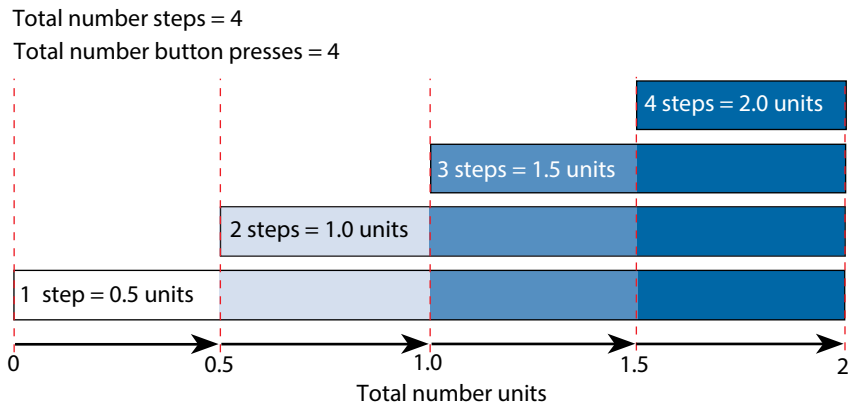 Total number steps = 4
Total number button presses = 4
4 steps = 2.0 units
3 steps = 1.5 units
2 steps = 1.0 units
1 step = 0.5 units
0 0.5 1.0 1.5 2
Total number units